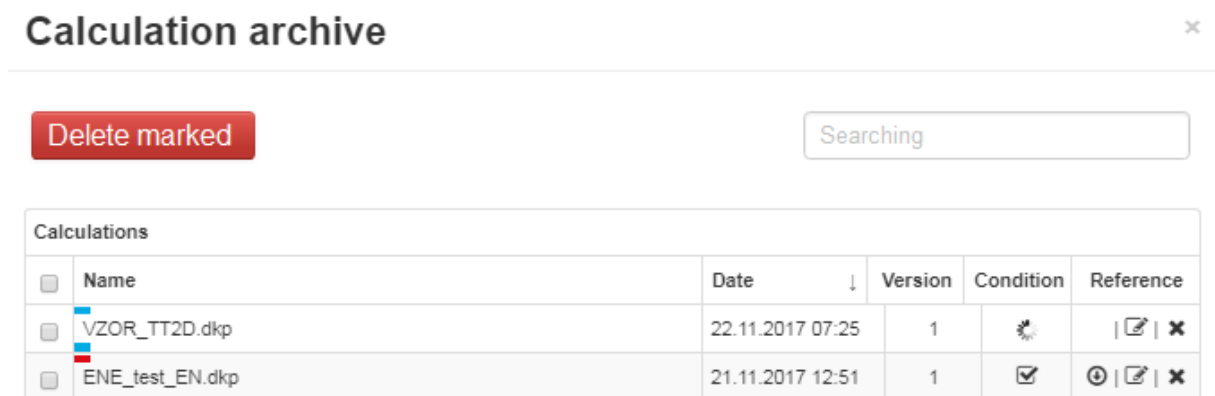 Calculation archive ×
Delete marked Searching
Calculations
Name Date ↓ Version Condition Reference
VZOR_TT2D.dkp 22.11.2017 07:25 1 | |
ENE_test_EN.dkp 21.11.2017 12:51 1 | |